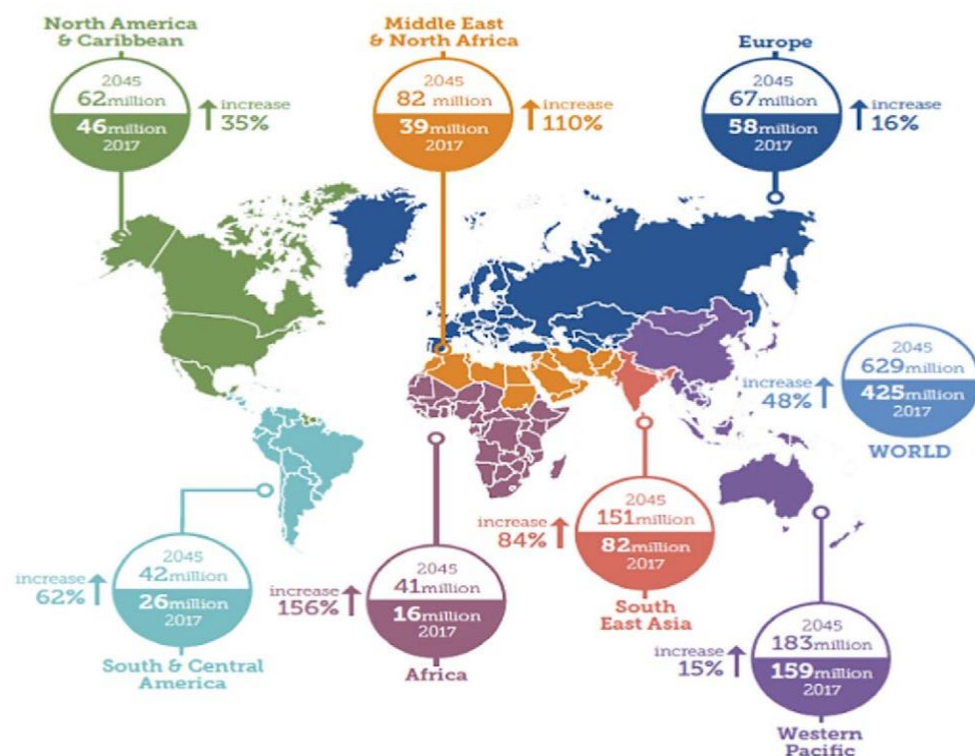 North America
& Caribbean
2045
62million
46million
2017
increase
35%
Middle East
& North Africa
2045
82 million
39million
2017
increase
110%
Europe
2045
67million
58million
2017
increase
16%
2045
629million
425million
2017
increase
48%
WORLD
2045
42million
26million
2017
increase
62%
South & Central
America
2045
41million
16million
2017
increase
156%
Africa
2045
151million
82million
2017
increase
84%
South
East Asia
2045
183million
159million
2017
increase
15%
Western
Pacific